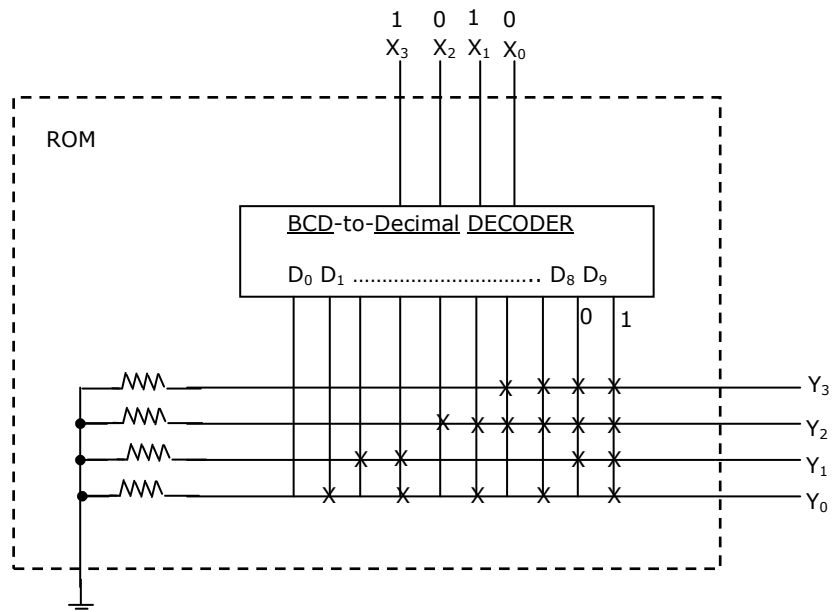 1 0 1 0
X₃ X₂ X₁ X₀
ROM
BCD-to-Decimal DECODER
D₀ D₁ ................................. D₈ D₉
0 1
X X X X Y₃
X X X X X X Y₂
X X X X Y₁
X X X X X Y₀